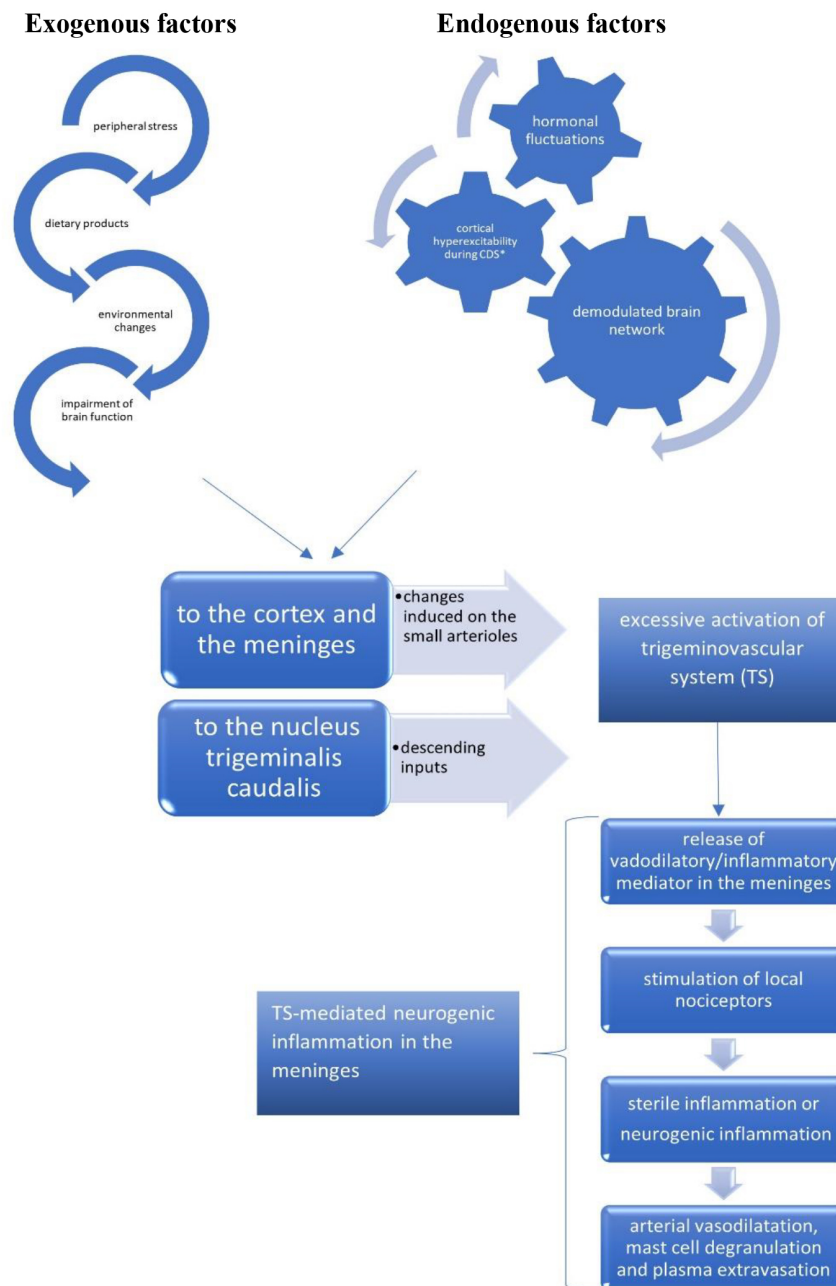 Exogenous factors
Endogenous factors
peripheral stress
dietary products
environmental
changes
impairment of
brain function
hormonal
fluctuations
cortical
hyperexcitability
during CDS*
demodulated brain
network
to the cortex and
the meninges
•changes
induced on the
small arterioles
to the nucleus
trigeminalis
caudalis
•descending
inputs
excessive activation of
trigeminovascular
system (TS)
release of
vadodilatory/inflammatory
mediator in the meninges
stimulation of local
nociceptors
TS-mediated neurogenic
inflammation in the
meninges
sterile inflammation or
neurogenic inflammation
arterial vasodilatation,
mast cell degranulation
and plasma extravasation